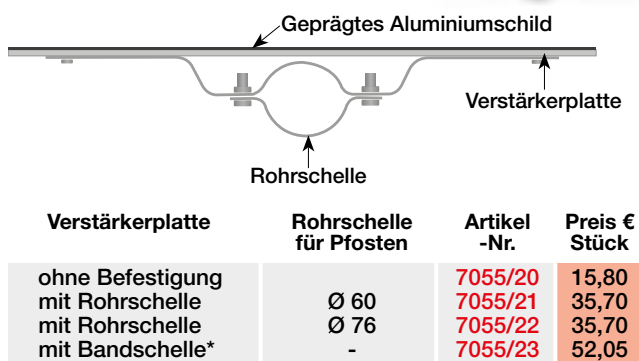 Geprägtes Aluminiumschild
Verstärkerplatte
Rohrschelle
Verstärkerplatte Rohrschelle für Pfosten Artikel -Nr. Preis € Stück
ohne Befestigung 7055/20 15,80
mit Rohrschelle Ø 60 7055/21 35,70
mit Rohrschelle Ø 76 7055/22 35,70
mit Bandschelle* - 7055/23 52,05